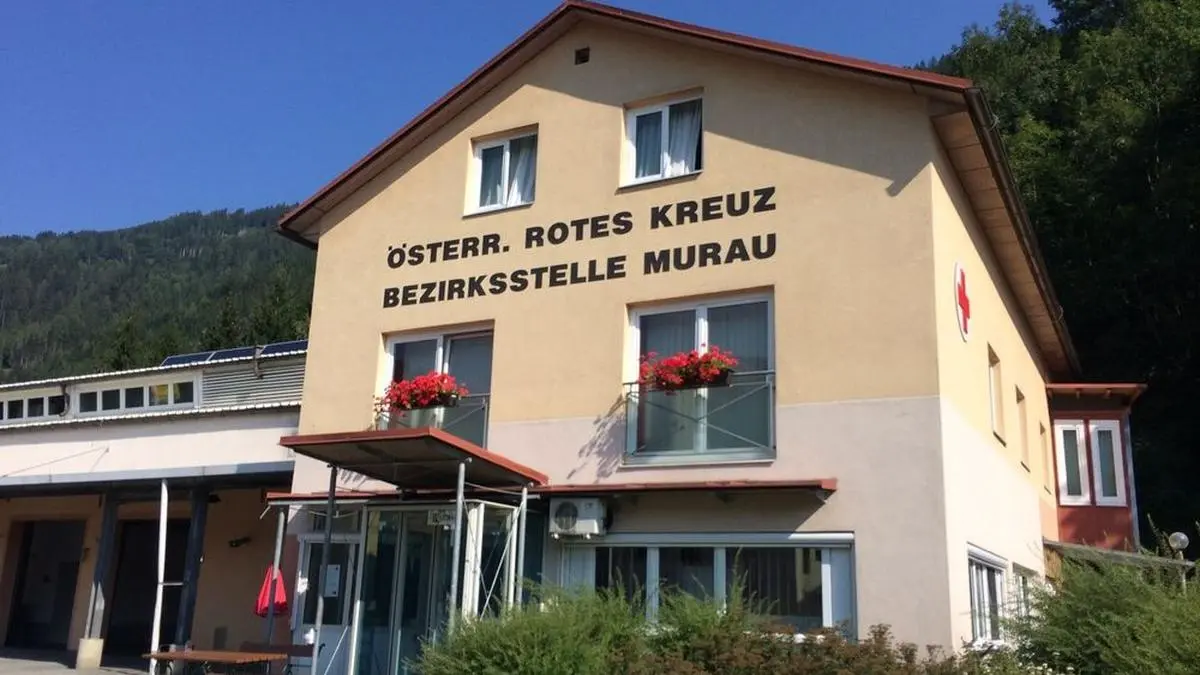 ÖSTERR. ROTES KREUZ
BEZIRKSSTELLE MURAU